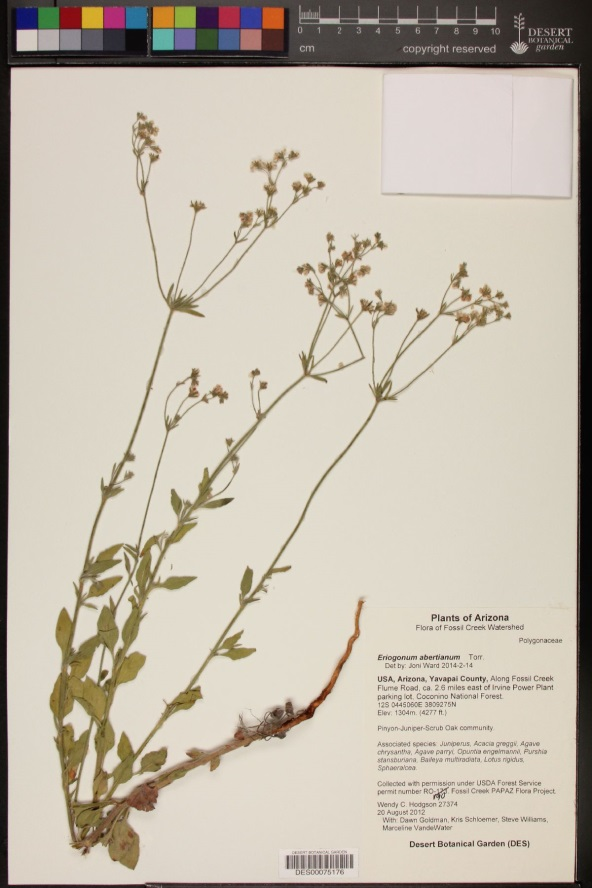 0 1 2 3 4 5 6 7 8 9 10
cm copyright reserved
DESERT
BOTANICAL
garden
Plants of Arizona
Flora of Fossil Creek Watershed
Polygonaceae
Eriogonum abertianum Torr.
Det by: Joni Ward 2014-2-14
USA, Arizona, Yavapai County, Along Fossil Creek
Flume Road, ca. 2.6 miles east of Irvine Power Plant
parking lot, Coconino National Forest.
12S 0445060E 3809275N
Elev: 1304m. (4277 ft.)
Pinyon-Juniper-Scrub Oak community.
Associated species: Juniperus, Acacia greggii, Agave
chrysantha, Agave parryi, Opuntia engelmannii, Purshia
stansburiana, Baileya multiradiata, Lotus rigidus,
Sphaeralcea.
Collected with permission under USDA Forest Service
permit number Fossil Creek PAPAZ Flora Project.
Wendy C. Hodgson 27374
20 August 2012
With: Dawn Goldman, Kris Schloemer, Steve Williams,
Marceline VandeWater
Desert Botanical Garden (DES)
DESERT BOTANICAL GARDEN
DES00075176